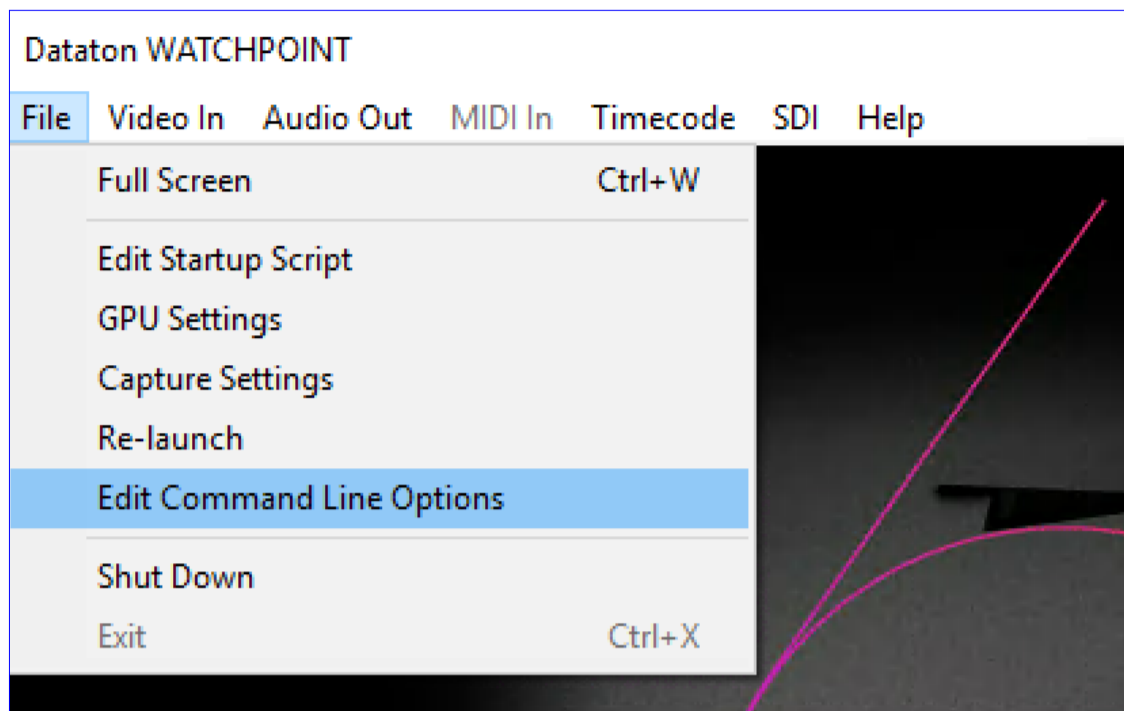 Dataton WATCHPOINT
File Video In Audio Out MIDI In Timecode SDI Help
Full Screen Ctrl+W
Edit Startup Script
GPU Settings
Capture Settings
Re-launch
Edit Command Line Options
Shut Down
Exit Ctrl+X